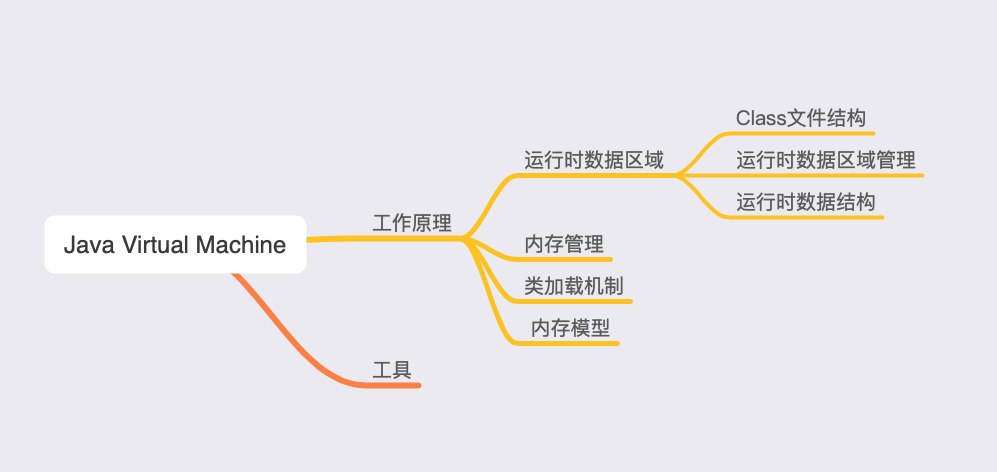 Java Virtual Machine
工作原理
运行时数据区域
Class文件结构
运行时数据区域管理
运行时数据结构
内存管理
类加载机制
内存模型
工具